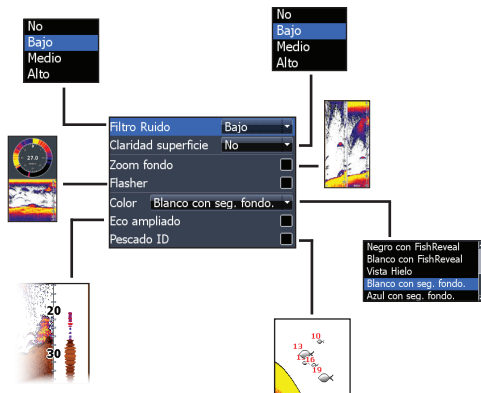 No
Bajo
Medio
Alto
No
Bajo
Medio
Alto
Filtro Ruido Bajo
Claridad superficie No
Zoom fondo
Flasher
Color Blanco con seg. fondo.
Eco ampliado
Pescado ID
27.0
Negro con FishReveal
Blanco con FishReveal
Vista Hielo
Blanco con seg. fondo.
Azul con seg. fondo.
20
30
10
13
16
19